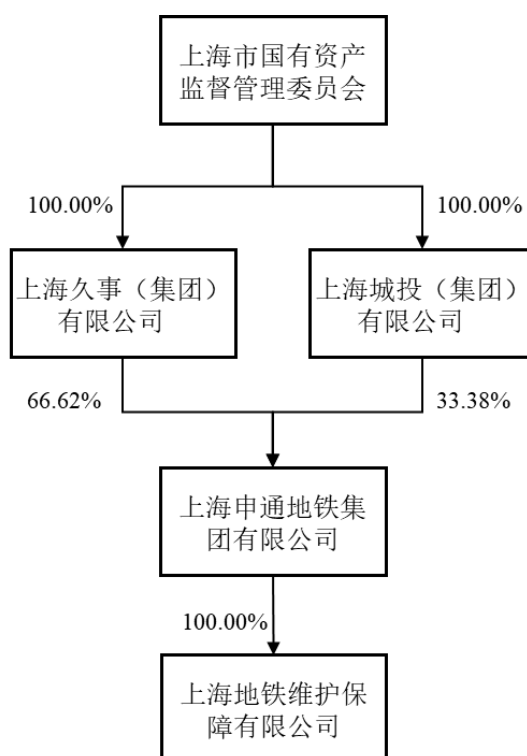 上海市国有资产
监督管理委员会
100.00%
100.00%
上海久事（集团）
有限公司
上海城投（集团）
有限公司
66.62%
33.38%
上海申通地铁集
团有限公司
100.00%
上海地铁维护保
障有限公司